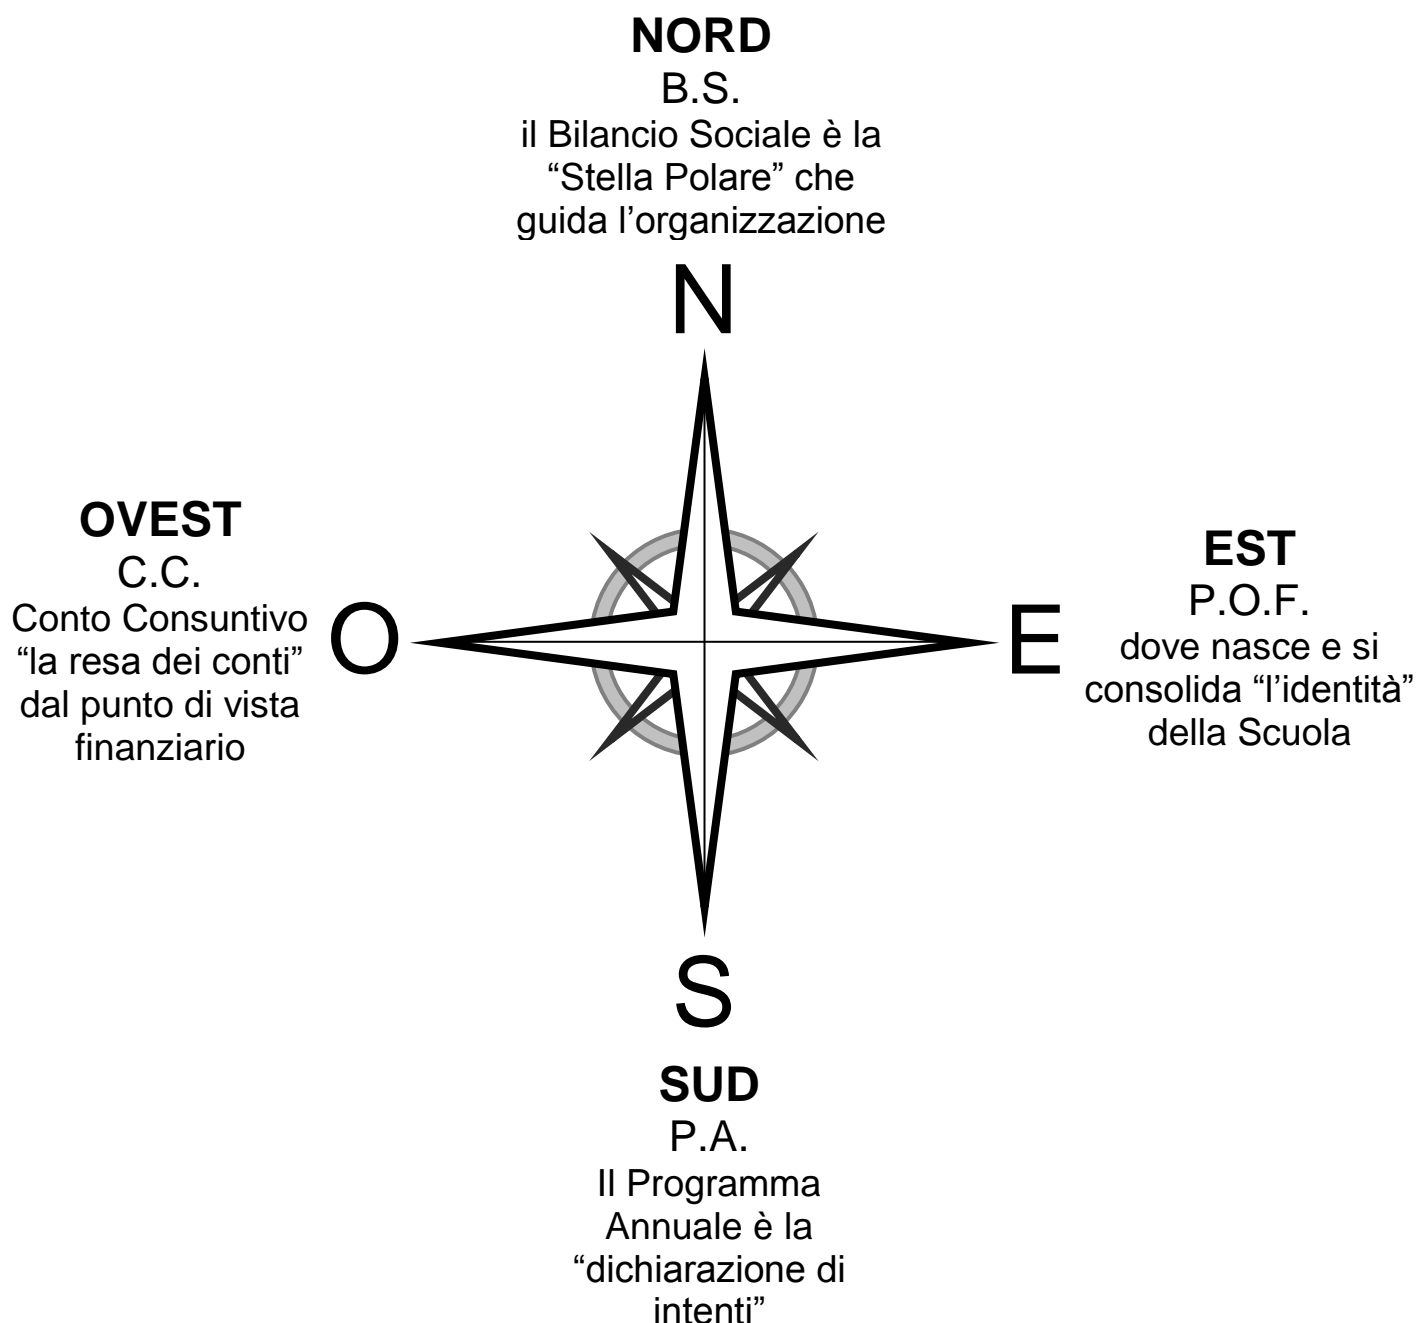 NORD
B.S.
il Bilancio Sociale è la
“Stella Polare” che
guida l’organizzazione
N
OVEST
C.C.
Conto Consuntivo
“la resa dei conti”
dal punto di vista
finanziario
O
E
EST
P.O.F.
dove nasce e si
consolida “l’identità”
della Scuola
S
SUD
P.A.
Il Programma
Annuale è la
“dichiarazione di
intenti”